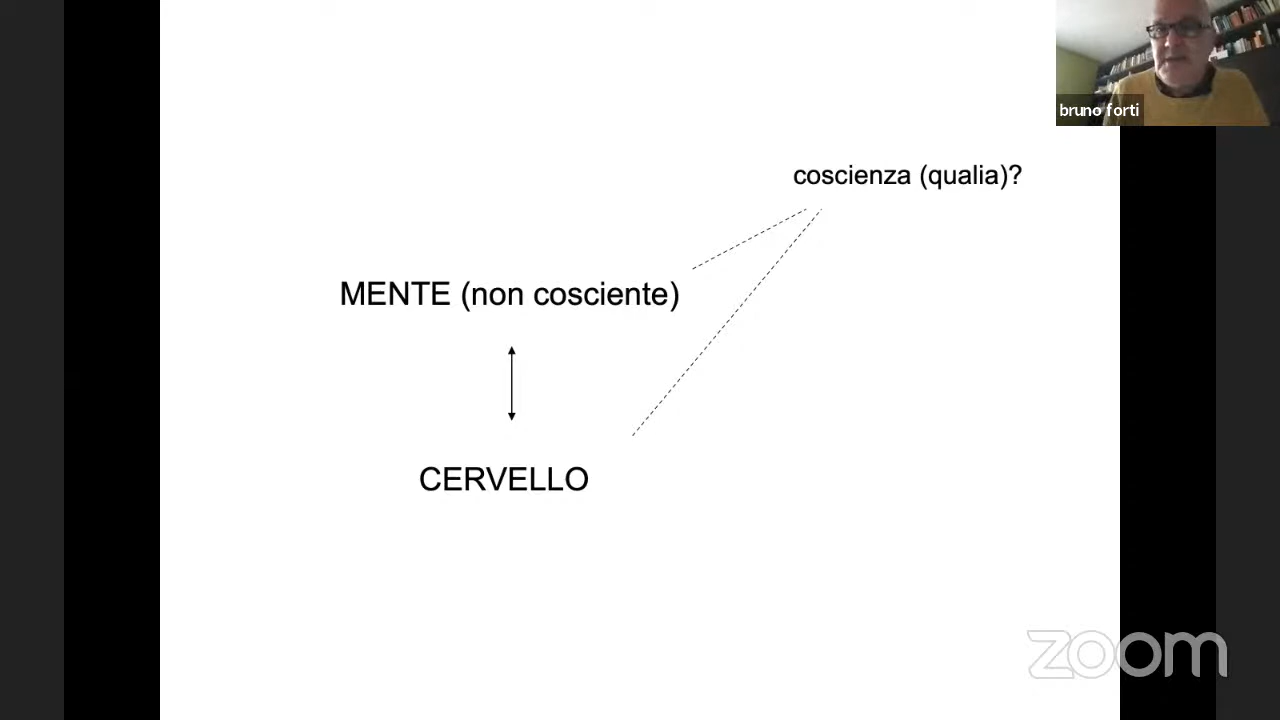 bruno forti
coscienza (qualia)?
MENTE (non cosciente)
CERVELLO
zoom